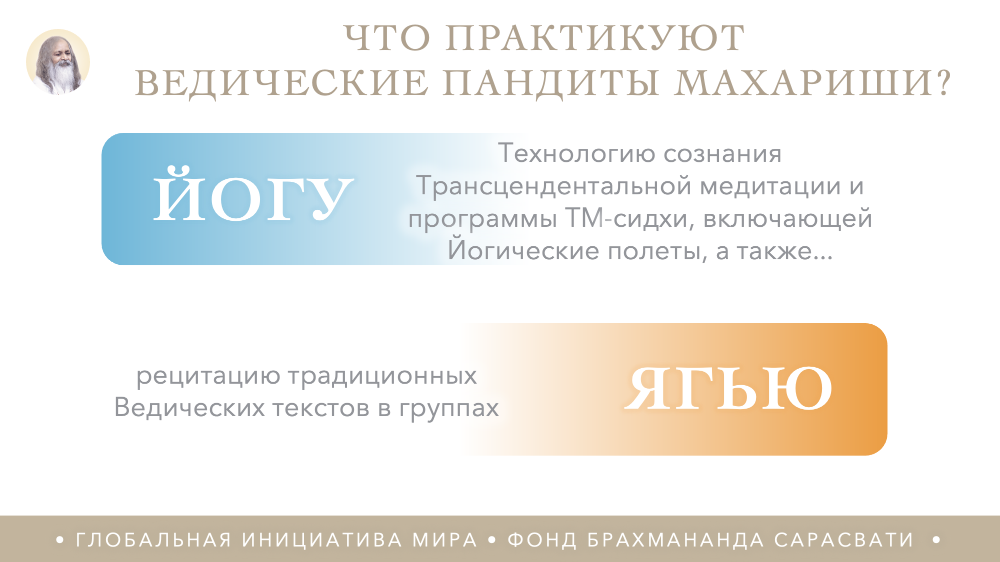 ЧТО ПРАКТИКУЮТ
ВЕДИЧЕСКИЕ ПАНДИТЫ МАХАРИШИ?
ЙОГУ
Технологию сознания
Трансцендентальной медитации и
программы ТМ-сидхи, включающей
Йогические полеты, а также...
рецитацию традиционных
Ведических текстов в группах
ЯГЬЮ
• ГЛОБАЛЬНАЯ ИНИЦИАТИВА МИРА • ФОНД БРАХМАНАНДА САРАСВАТИ •